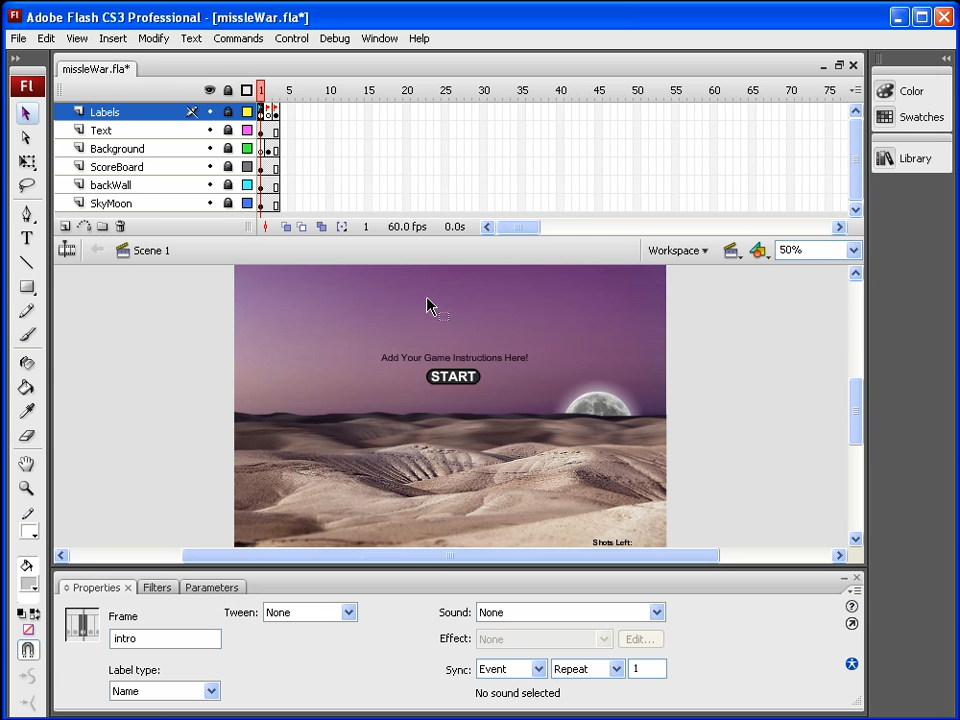 Fl Adobe Flash CS3 Professional - [missleWar.fla*]
File Edit View Insert Modify Text Commands Control Debug Window Help
missleWar.fla*
Fl
1 5 10 15 20 25 30 35 40 45 50 55 60 65 70 75
Labels
Text
Background
ScoreBoard
backWall
SkyMoon
1 60.0 fps 0.0s
Scene 1
Workspace
50%
Color
Swatches
Library
Add Your Game Instructions Here!
START
Shots Left:
Properties Filters Parameters
Frame
intro
Label type:
Name
Tween: None
Sound: None
Effect: None Edit...
Sync: Event Repeat 1
No sound selected